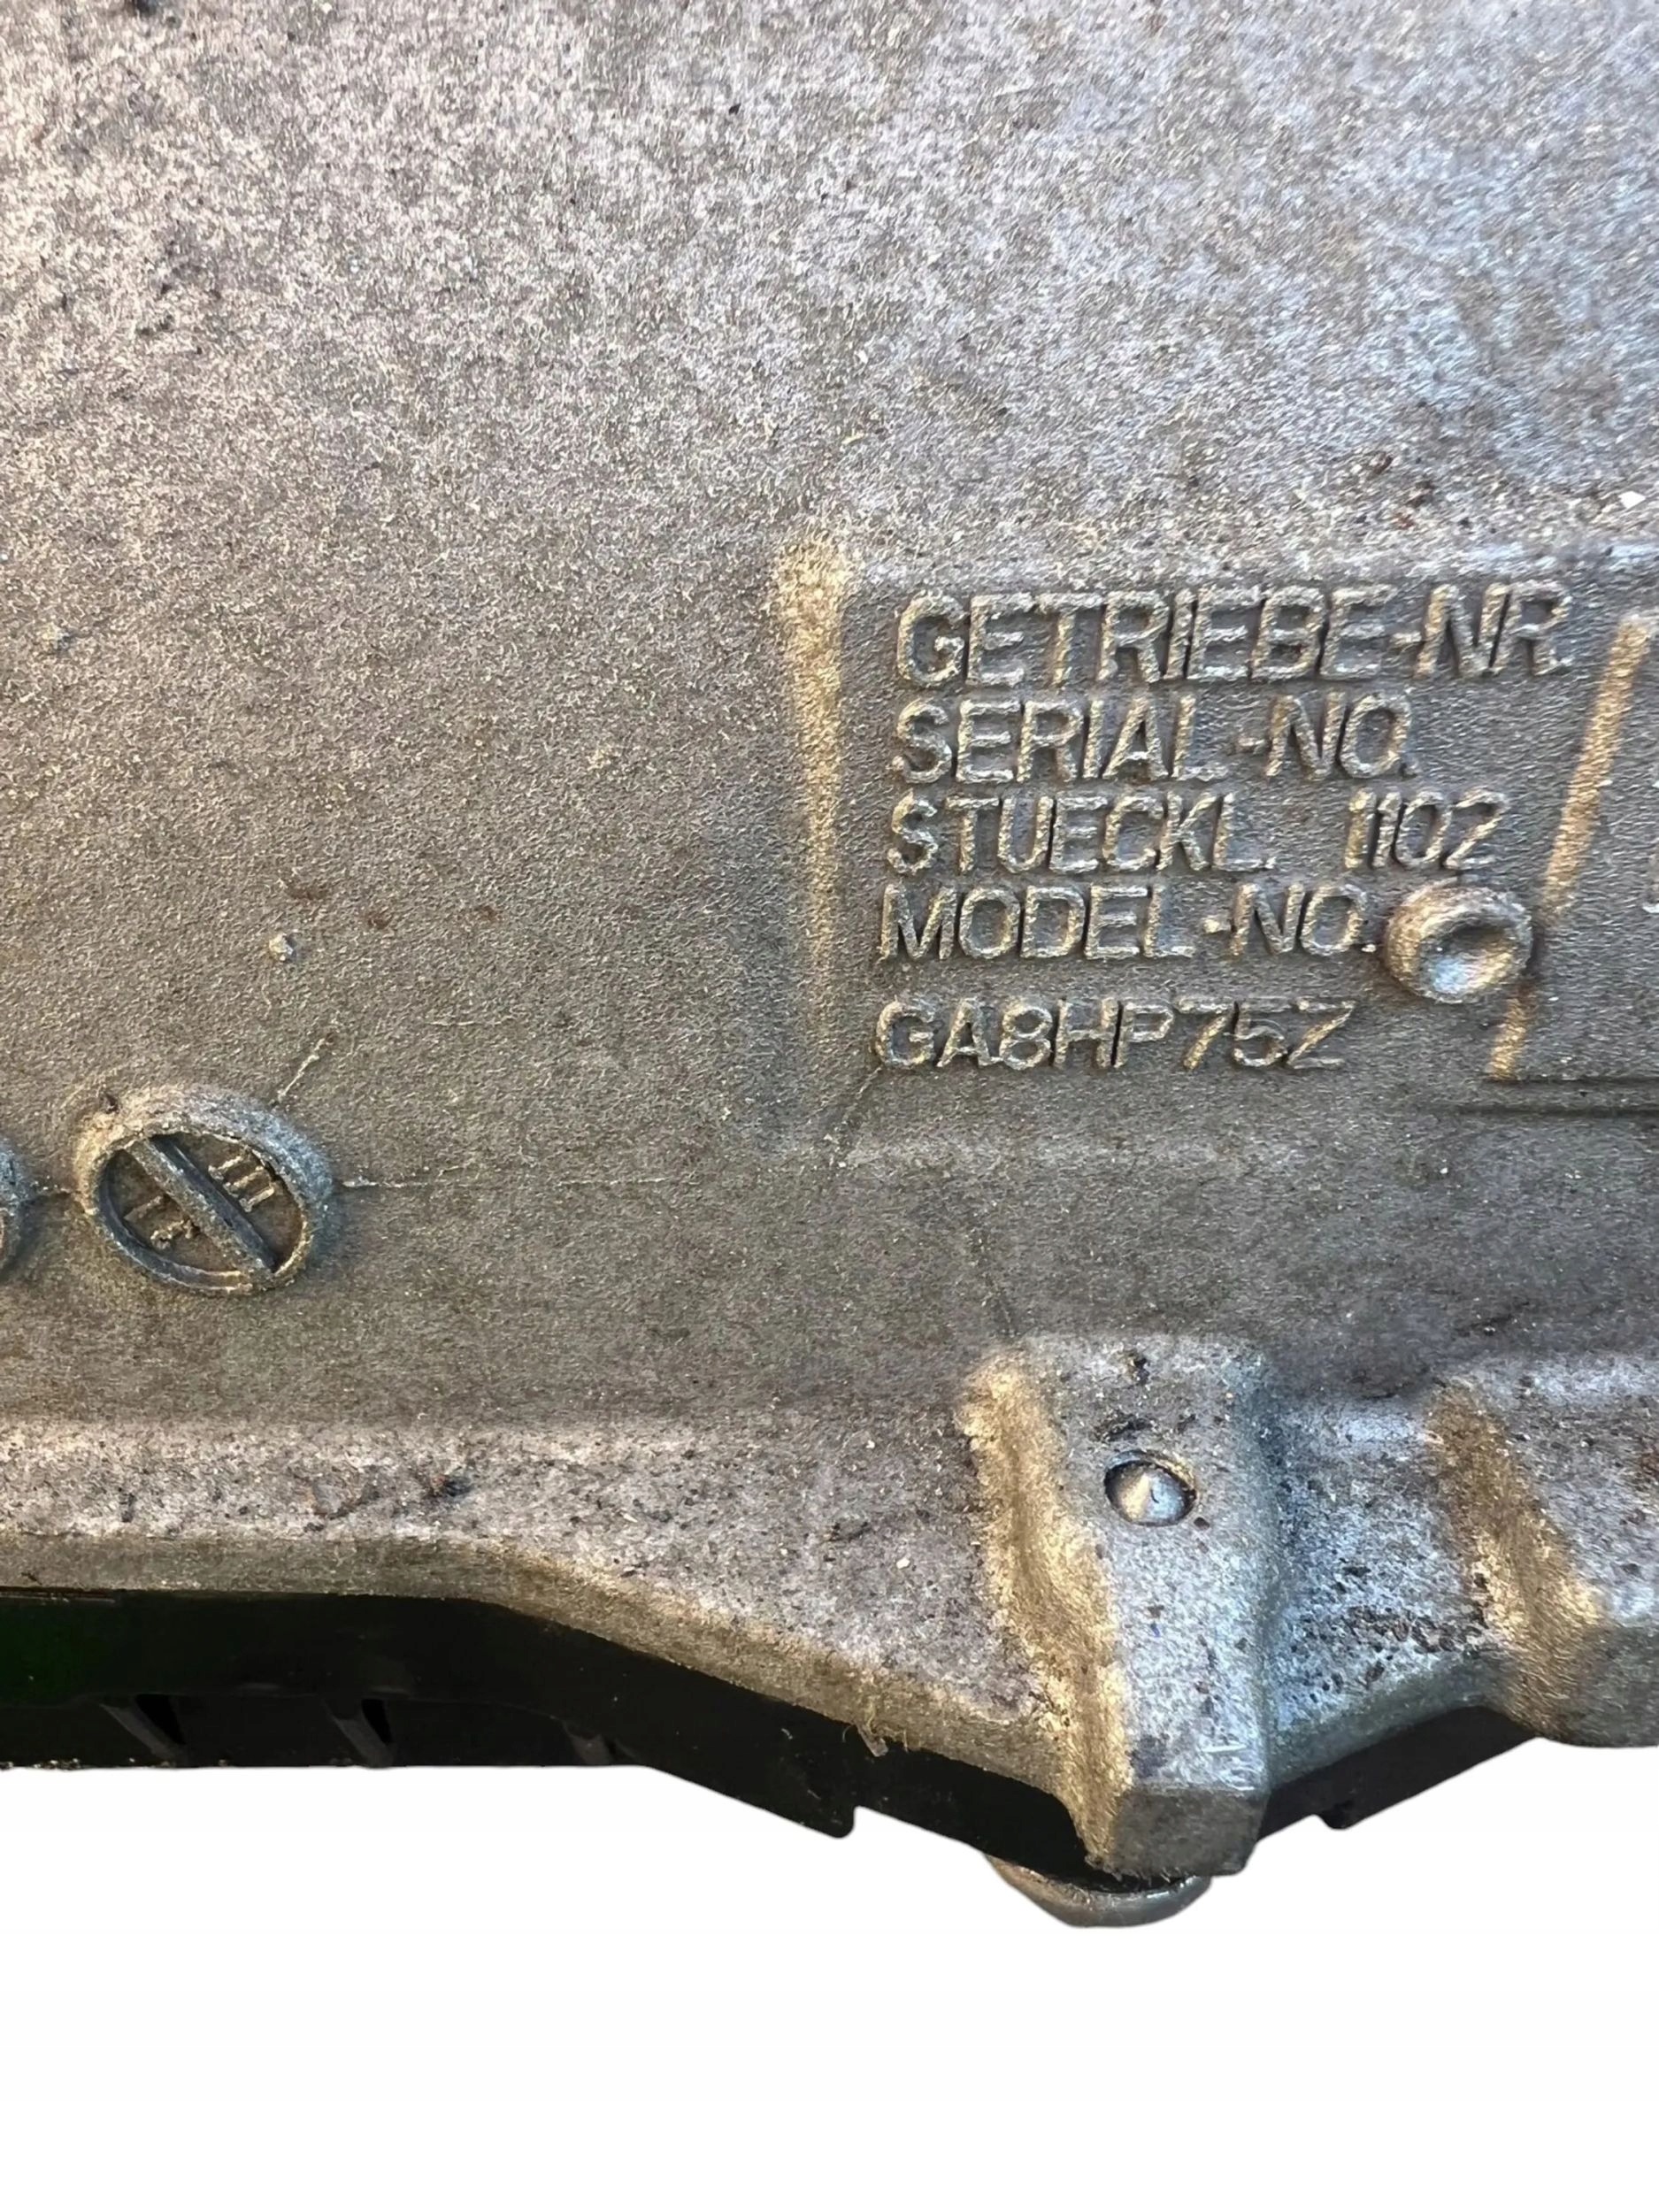 GETRIEBE-NR.
SERIAL-NO.
STUECKL. 1102
MODEL-NO.
GA8HP75Z